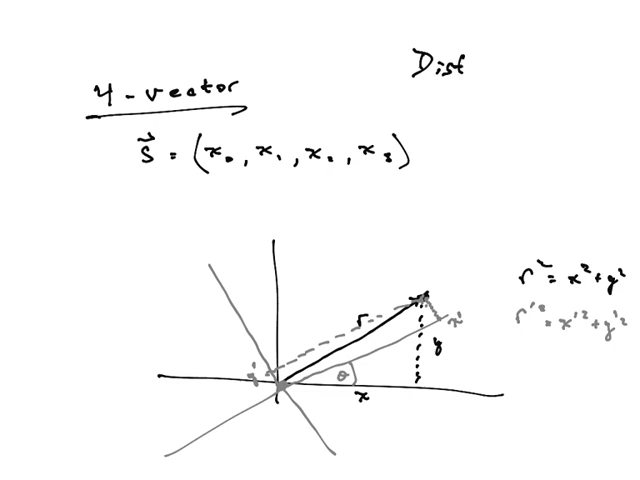 Dist
4-vector
S⃗ = (x₀, x₁, x₂, x₃)
r² = x² + y²
r'² = x'² + y'²
r
x'
y
y'
θ
x